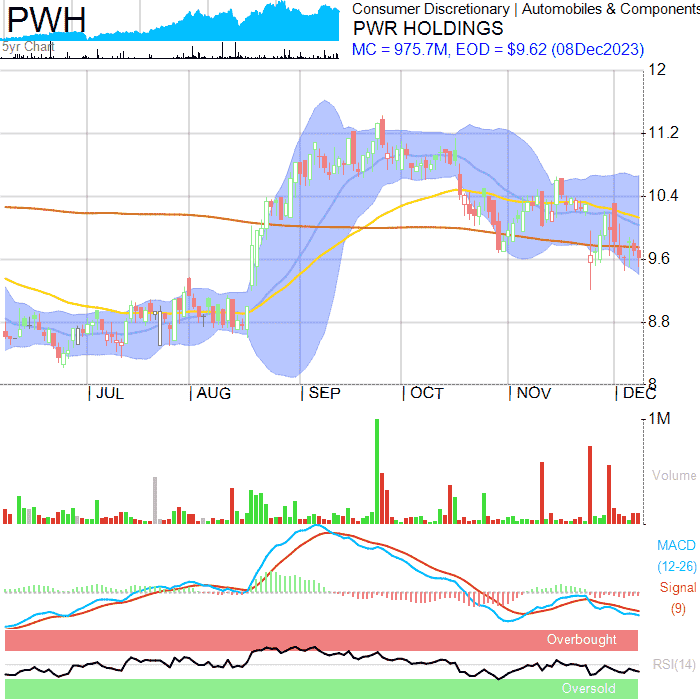 PWH
5yr Chart
Consumer Discretionary | Automobiles & Components
PWR HOLDINGS
MC = 975.7M, EOD = $9.62 (08Dec2023)
12
11.2
10.4
9.6
8.8
8
| JUL | AUG | SEP | OCT | NOV | DEC
1M
Volume
MACD
(12-26)
Signal
(9)
Overbought
RSI(14)
Oversold